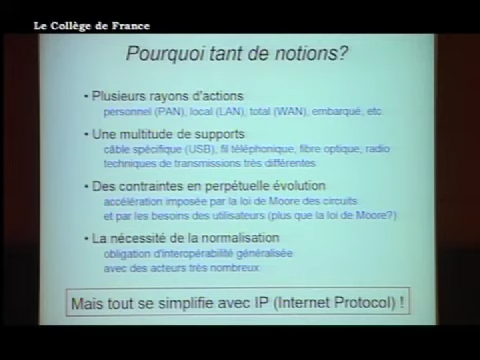 Le Collège de France
Pourquoi tant de notions?
• Plusieurs rayons d'actions
personnel (PAN), local (LAN), total (WAN), embarqué, etc
• Une multitude de supports
câble spécifique (USB), fil téléphonique, fibre optique, radio
techniques de transmissions très différentes
• Des contraintes en perpétuelle évolution
accélération imposée par la loi de Moore des circuits
et par les besoins des utilisateurs (plus que la loi de Moore?)
• La nécessité de la normalisation
obligation d'interopérabilité généralisée
avec des acteurs très nombreux
Mais tout se simplifie avec IP (Internet Protocol) !